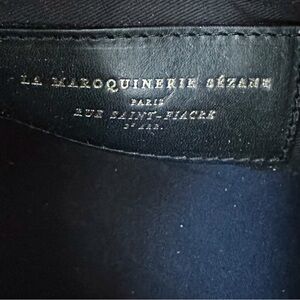 LA MAROQUINERIE SÉZANE
PARIS
RUE SAINT-FIACRE
2E ARR.